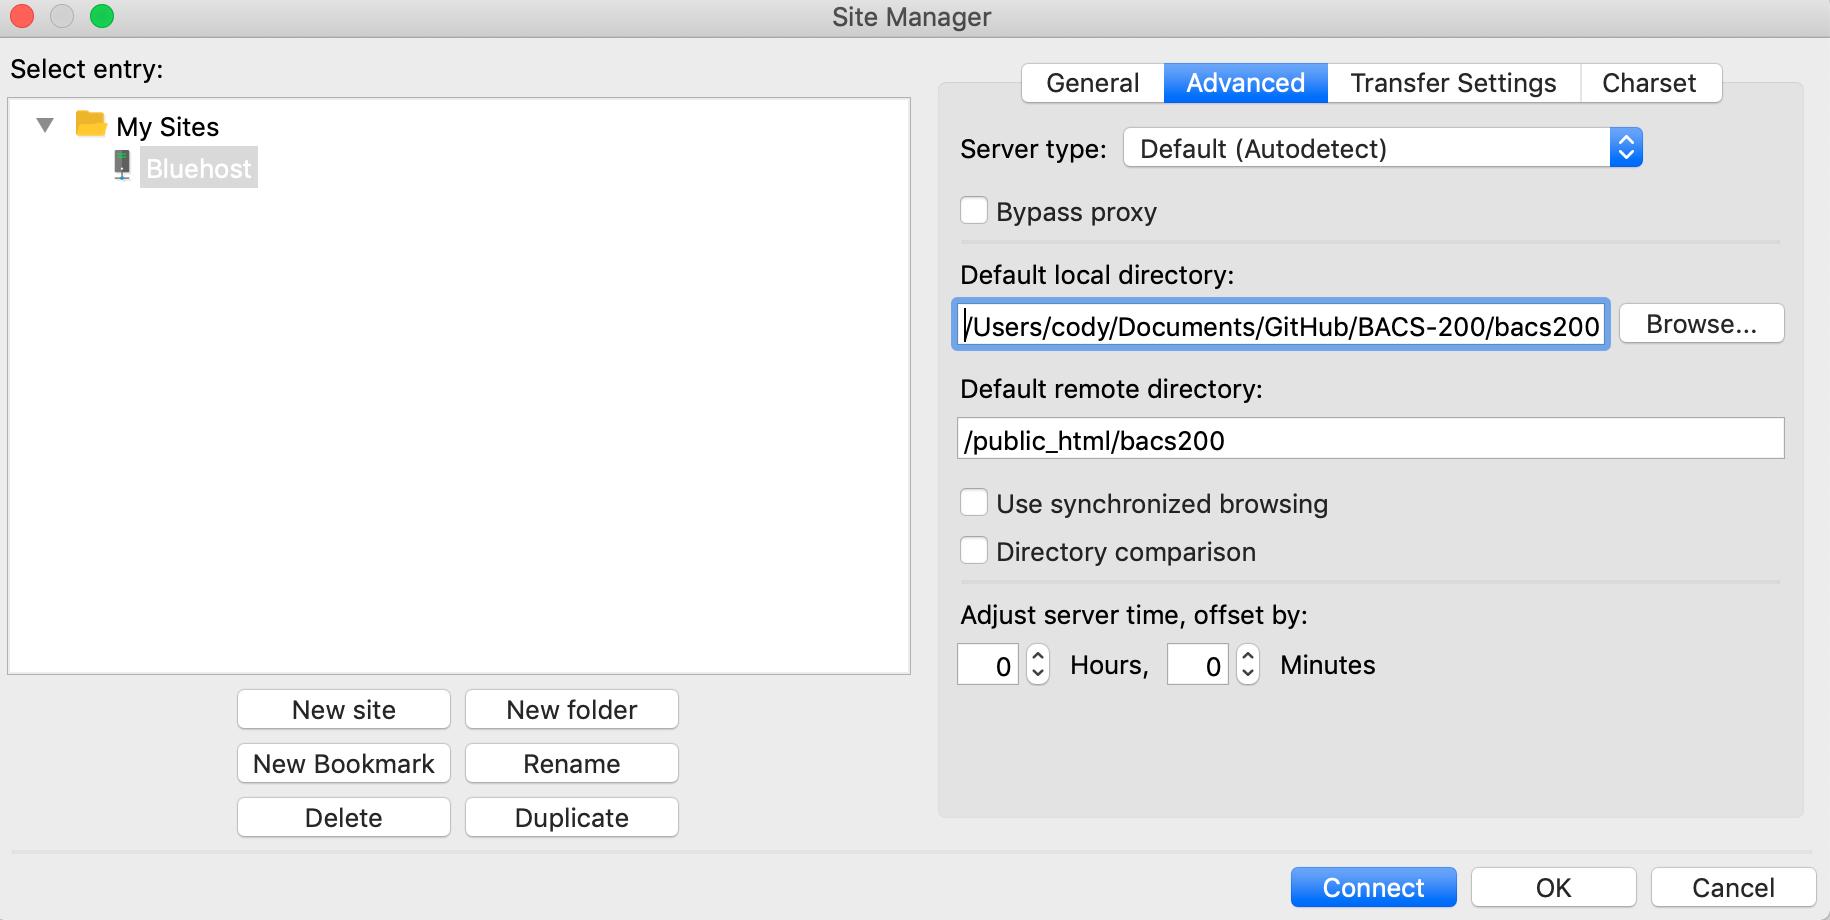 Site Manager
Select entry:
My Sites
Bluehost
New site
New folder
New Bookmark
Rename
Delete
Duplicate
General
Advanced
Transfer Settings
Charset
Server type:
Default (Autodetect)
Bypass proxy
Default local directory:
/Users/cody/Documents/GitHub/BACS-200/bacs200
Browse...
Default remote directory:
/public_html/bacs200
Use synchronized browsing
Directory comparison
Adjust server time, offset by:
0 Hours, 0 Minutes
Connect
OK
Cancel